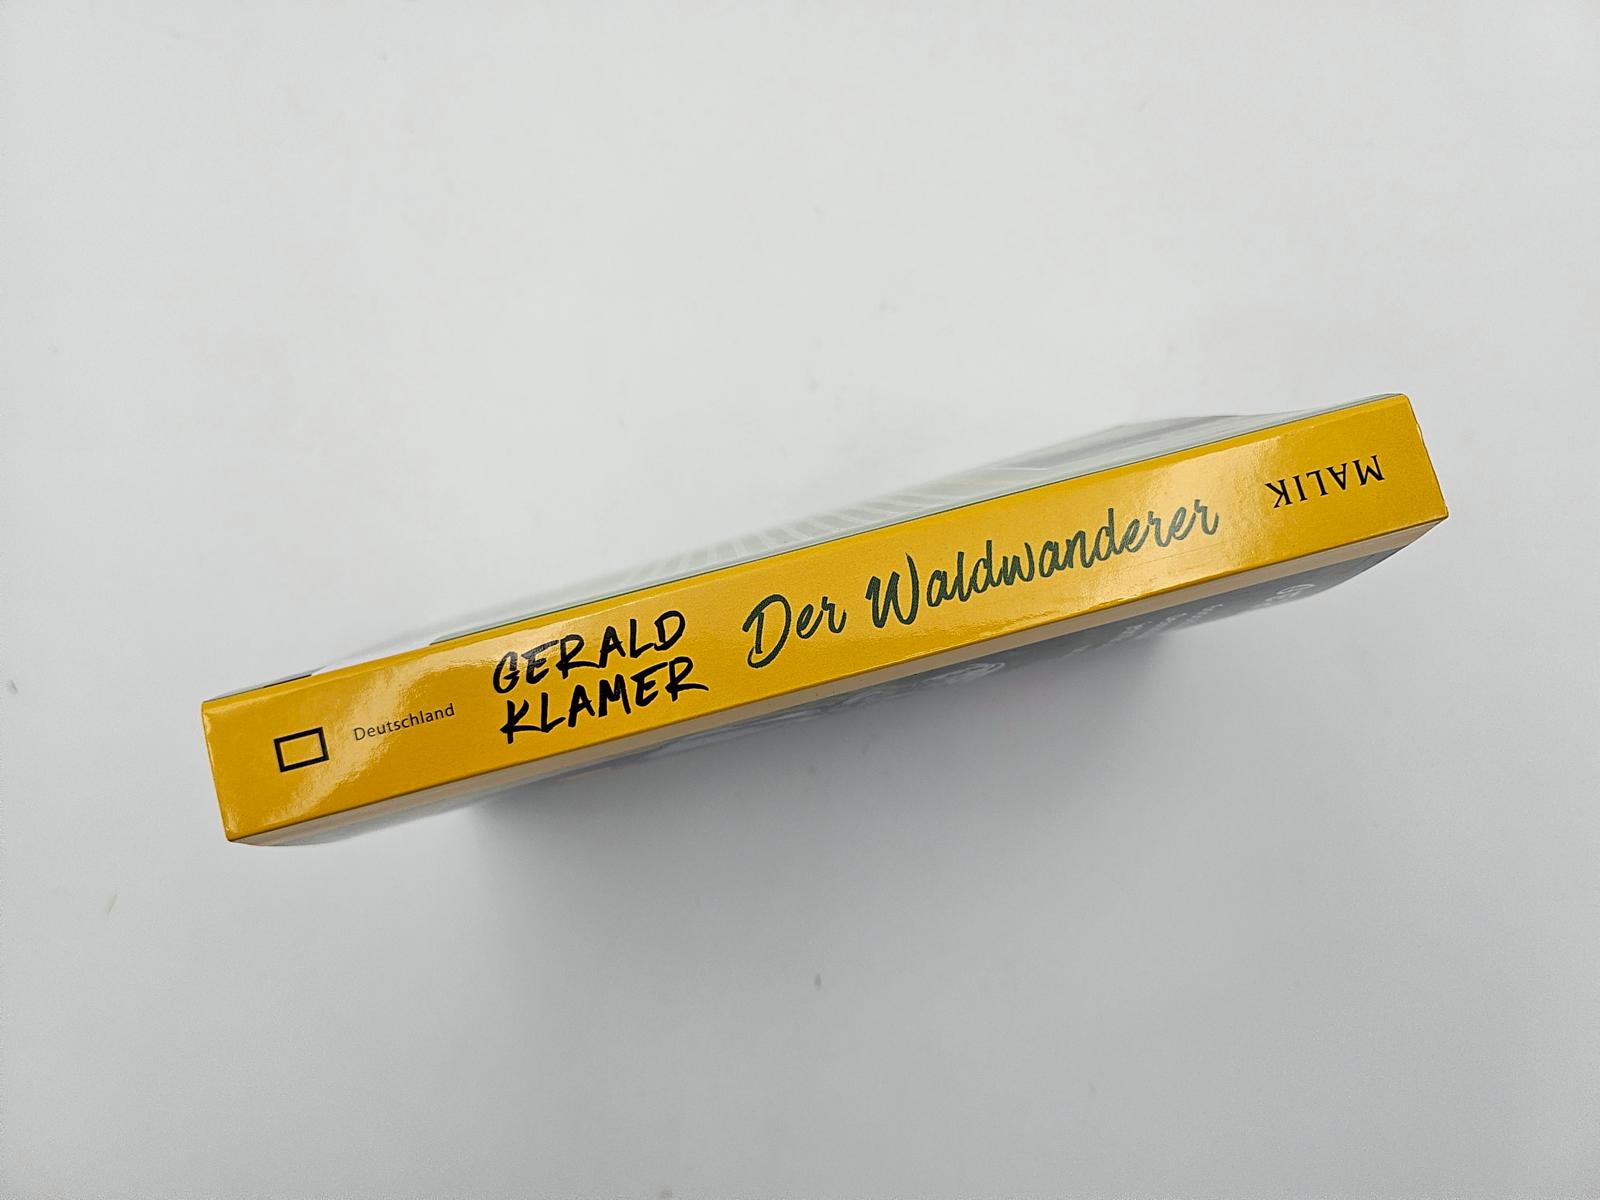 Deutschland
GERALD
KLAMER
Der Waldwanderer
MALIK